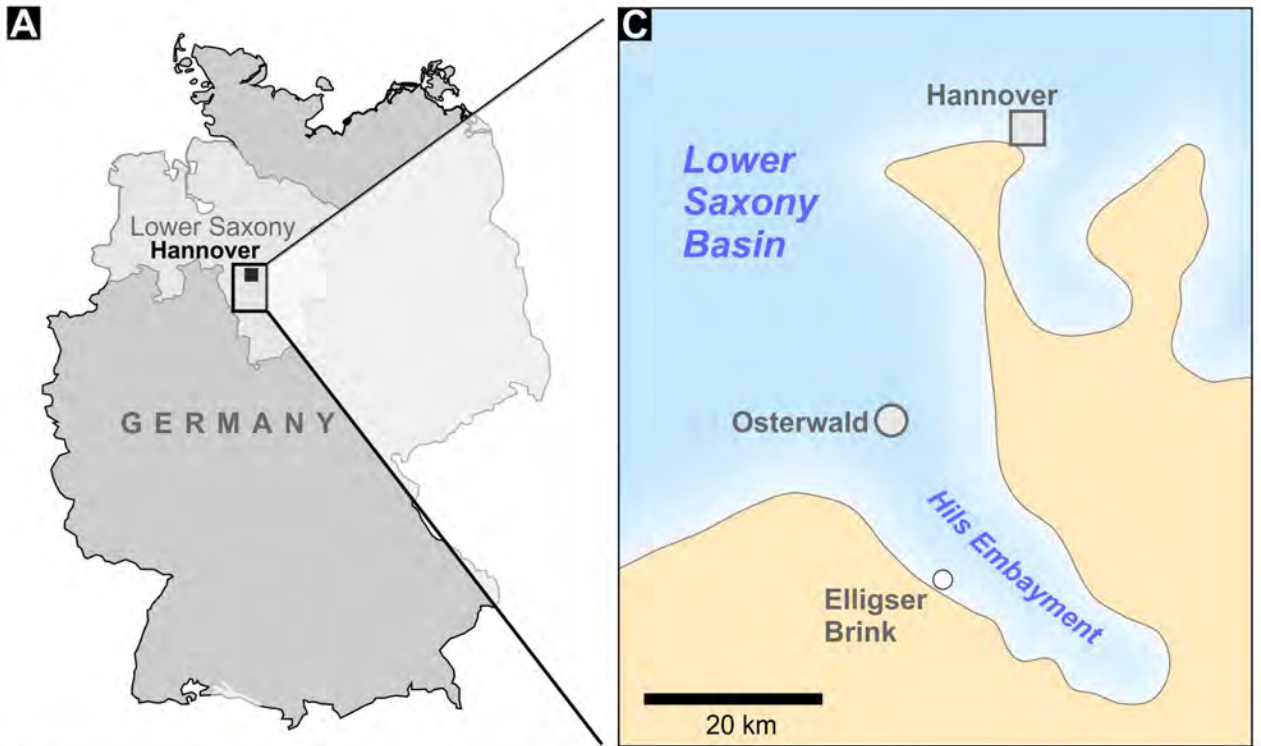 A
Lower Saxony
Hannover
GERMANY
C
Hannover
Lower
Saxony
Basin
Osterwald
Hils Embayment
Elligser
Brink
20 km